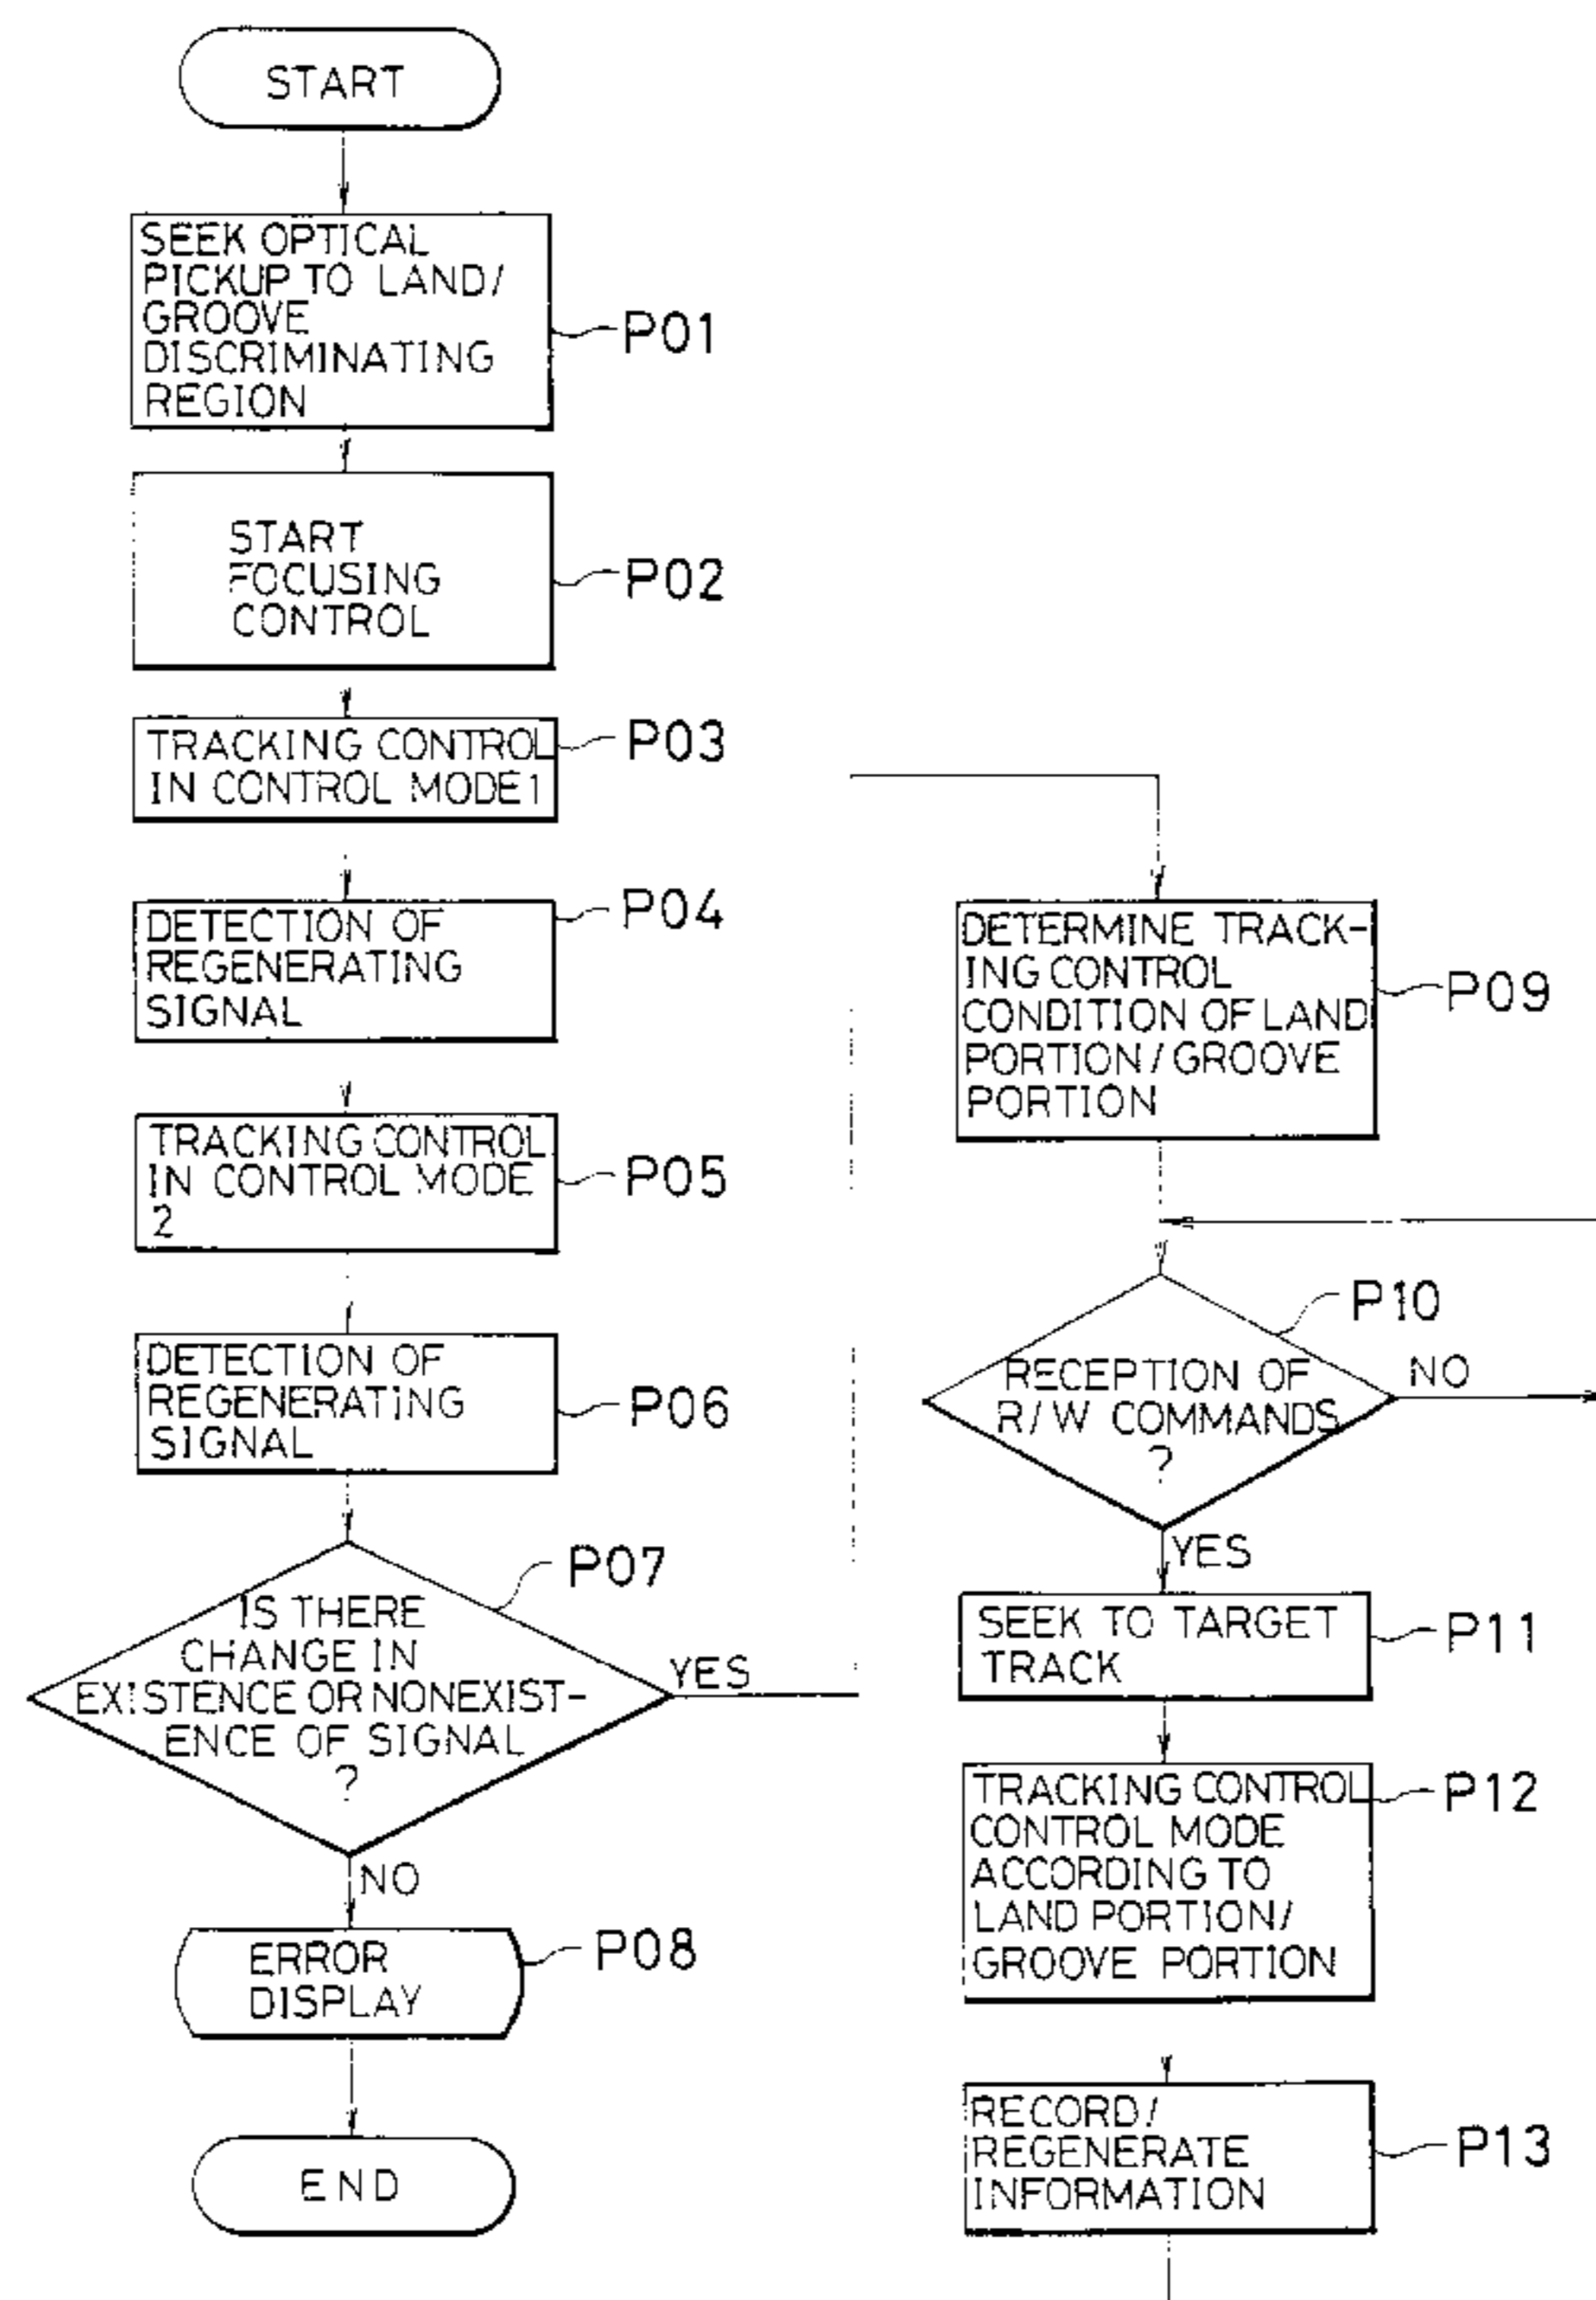 START
SEEK OPTICAL
PICKUP TO LAND/
GROOVE
DISCRIMINATING
REGION
P01
START
FOCUSING
CONTROL
P02
TRACKING CONTROL
IN CONTROL MODE 1
P03
DETECTION OF
REGENERATING
SIGNAL
P04
TRACKING CONTROL
IN CONTROL MODE
2
P05
DETECTION OF
REGENERATING
SIGNAL
P06
IS THERE
CHANGE IN
EXISTENCE OR NONEXIST-
ENCE OF SIGNAL
?
P07
YES
NO
ERROR
DISPLAY
P08
END
DETERMINE TRACK-
ING CONTROL
CONDITION OF LAND
PORTION/GROOVE
PORTION
P09
RECEPTION OF
R/W COMMANDS
?
P10
NO
YES
SEEK TO TARGET
TRACK
P11
TRACKING CONTROL
CONTROL MODE
ACCORDING TO
LAND PORTION/
GROOVE PORTION
P12
RECORD/
REGENERATE
INFORMATION
P13